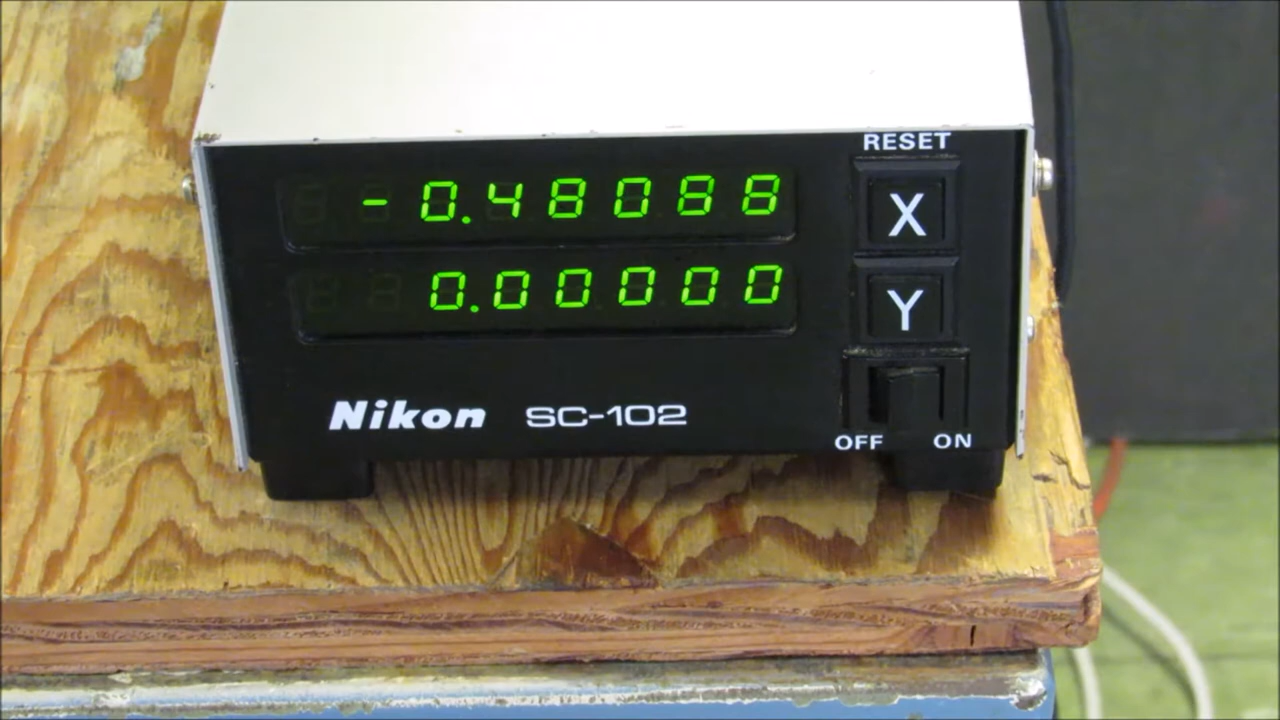 RESET
-0.48088
X
0.00000
Y
Nikon SC-102
OFF ON